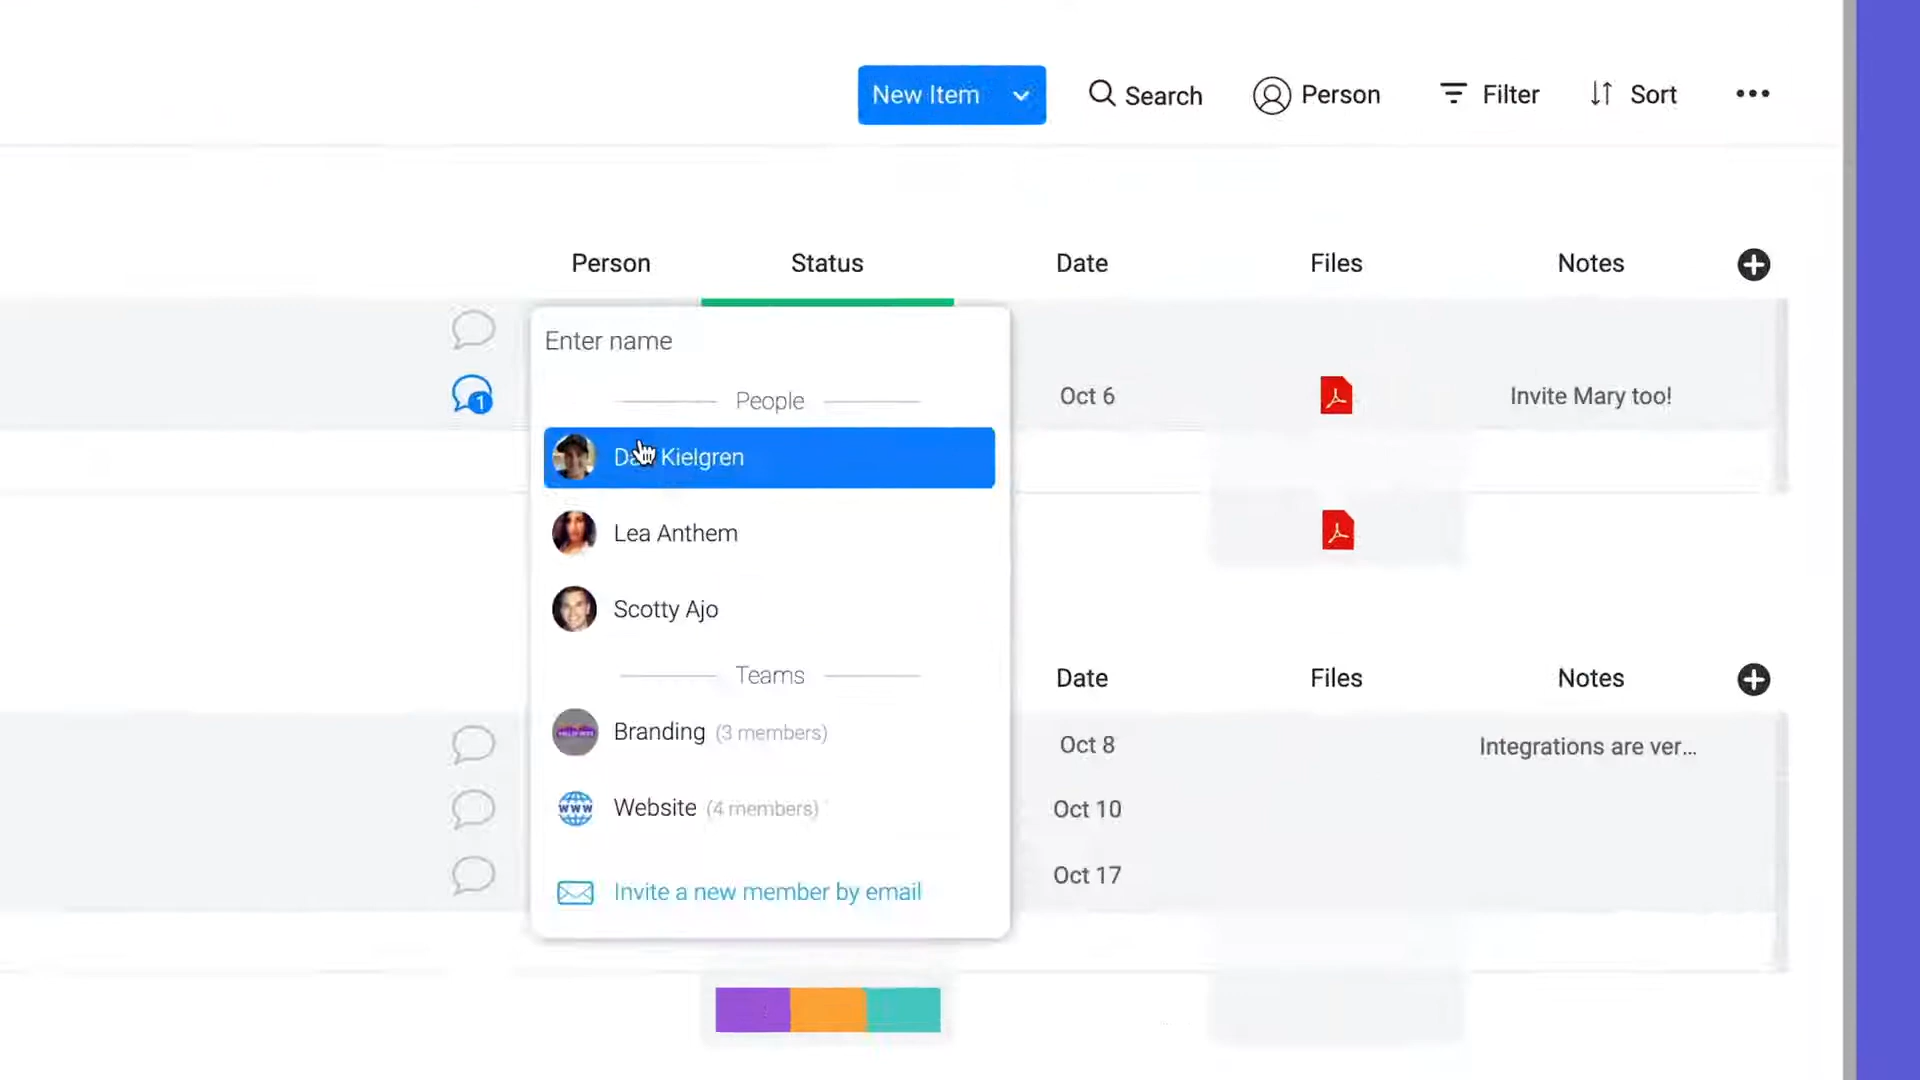 New Item
Search
Person
Filter
Sort
Person
Status
Date
Files
Notes
Enter name
People
1
Oct 6
Invite Mary too!
Kielgren
Lea Anthem
Scotty Ajo
Teams
Date
Files
Notes
Branding (3 members)
Oct 8
Integrations are ver...
www
Website (4 members)
Oct 10
Oct 17
Invite a new member by email